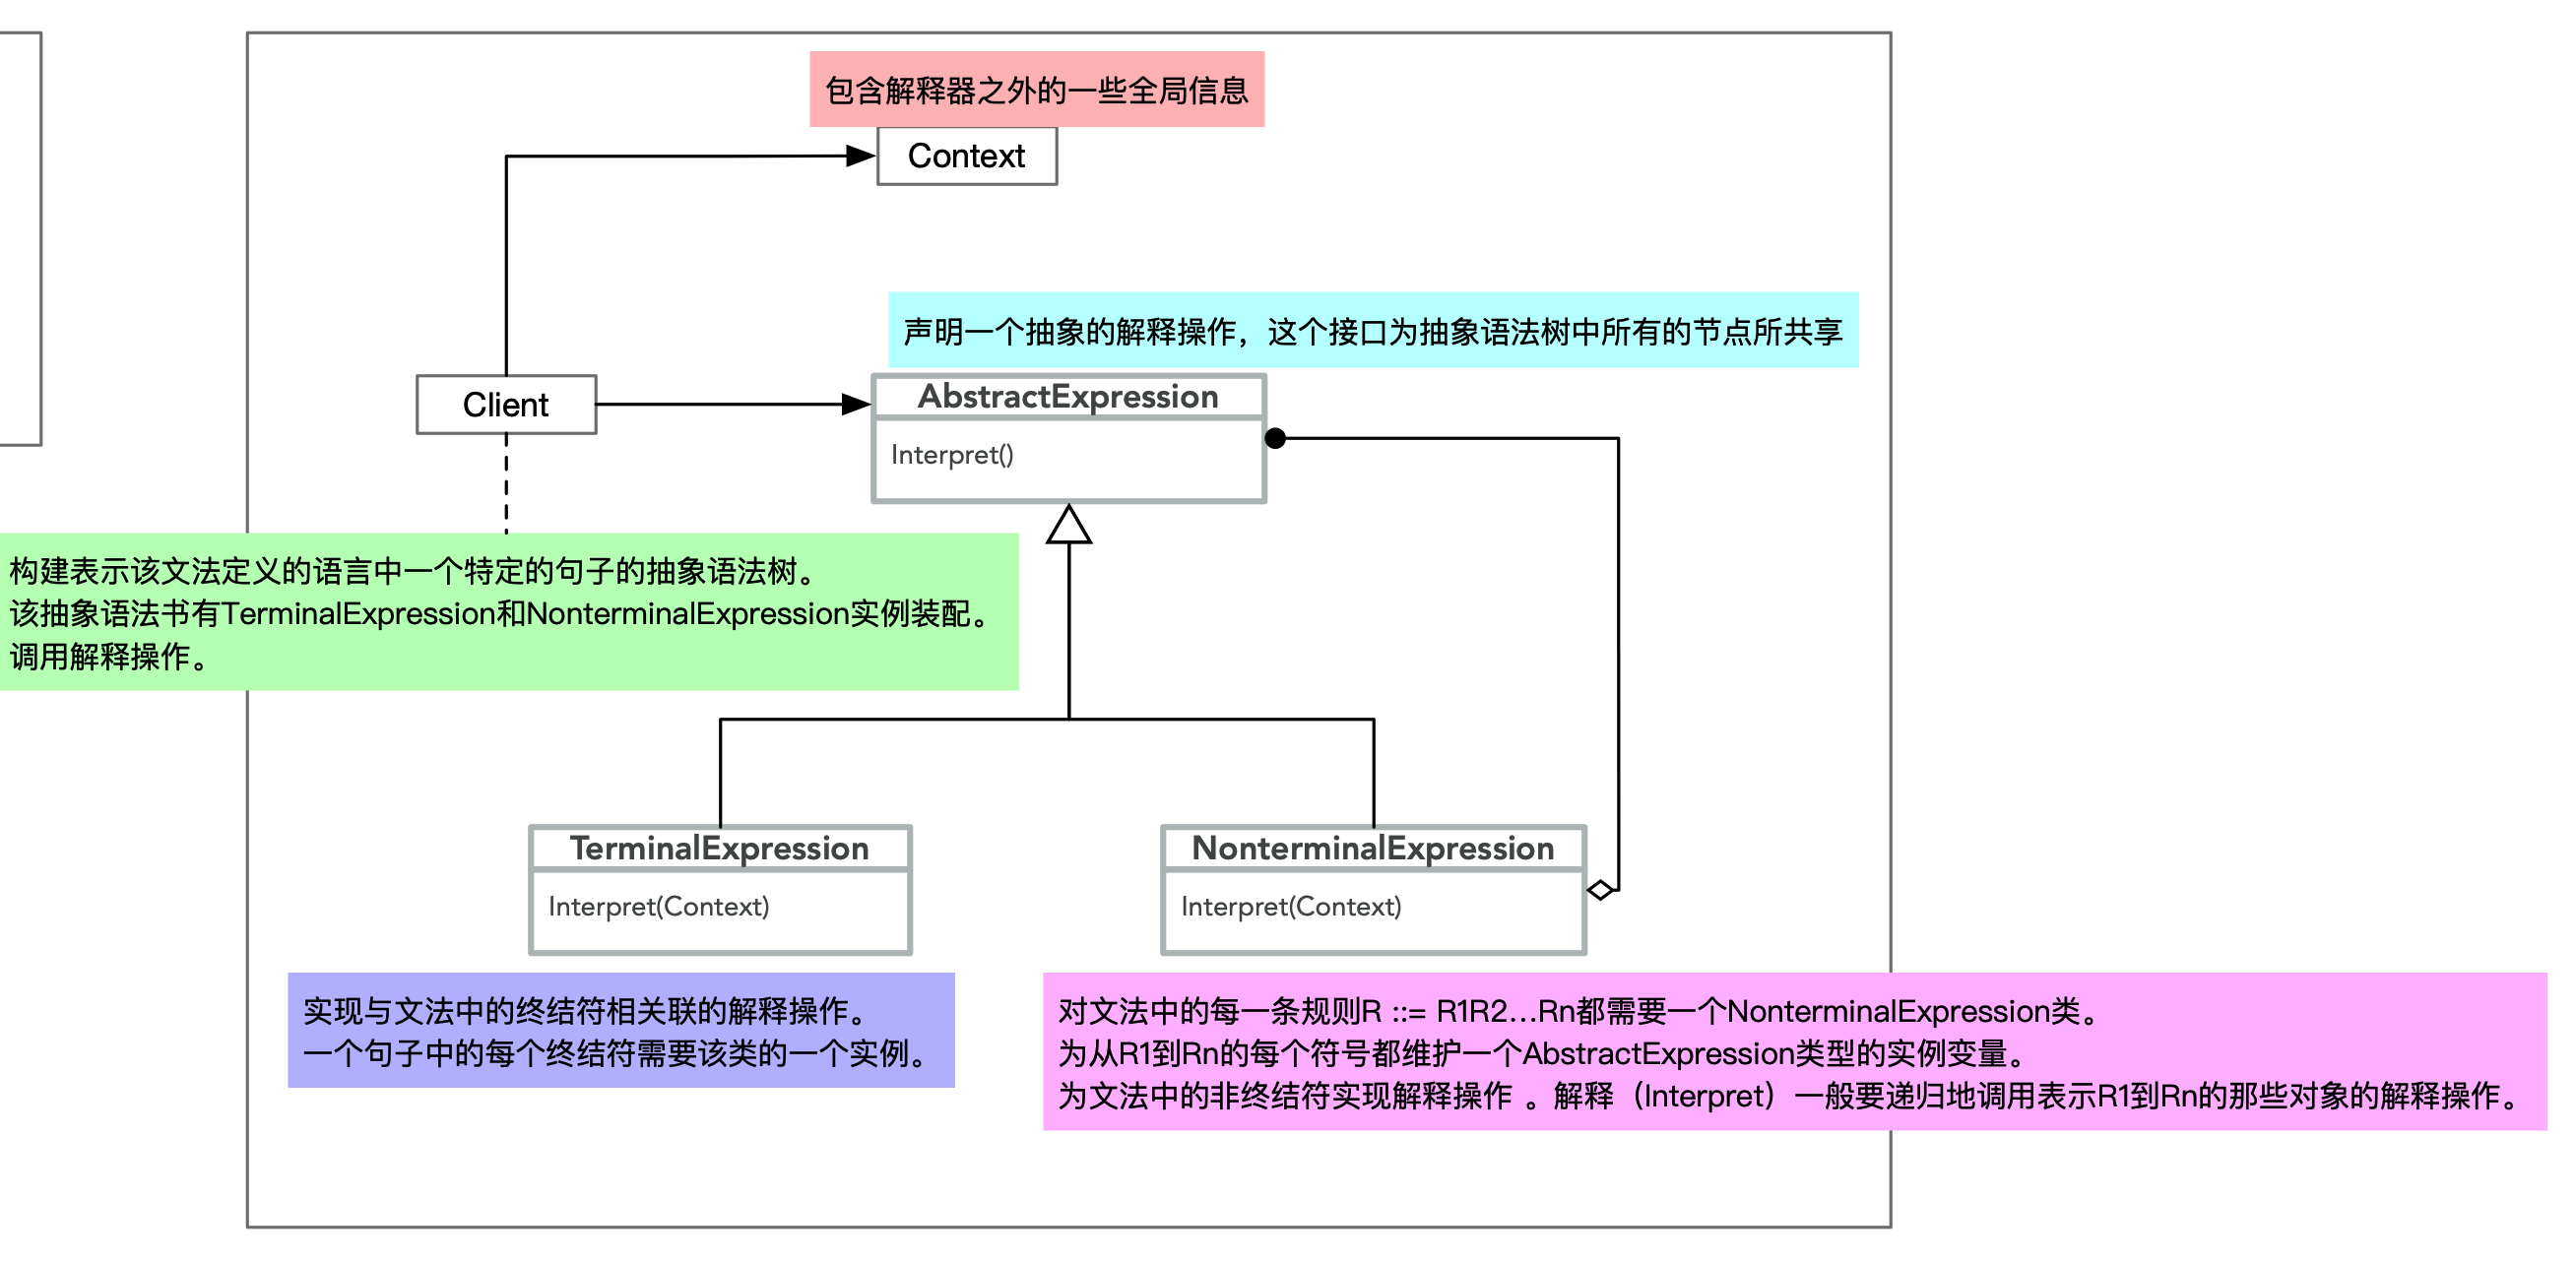 包含解释器之外的一些全局信息
Context
声明一个抽象的解释操作，这个接口为抽象语法树中所有的节点所共享
Client
AbstractExpression
Interpret()
构建表示该文法定义的语言中一个特定的句子的抽象语法树。
该抽象语法书有TerminalExpression和NonterminalExpression实例装配。
调用解释操作。
TerminalExpression
Interpret(Context)
NonterminalExpression
Interpret(Context)
实现与文法中的终结符相关联的解释操作。
一个句子中的每个终结符需要该类的一个实例。
对文法中的每一条规则R ::= R1R2...Rn都需要一个NonterminalExpression类。
为从R1到Rn的每个符号都维护一个AbstractExpression类型的实例变量。
为文法中的非终结符实现解释操作 。解释（Interpret）一般要递归地调用表示R1到Rn的那些对象的解释操作。